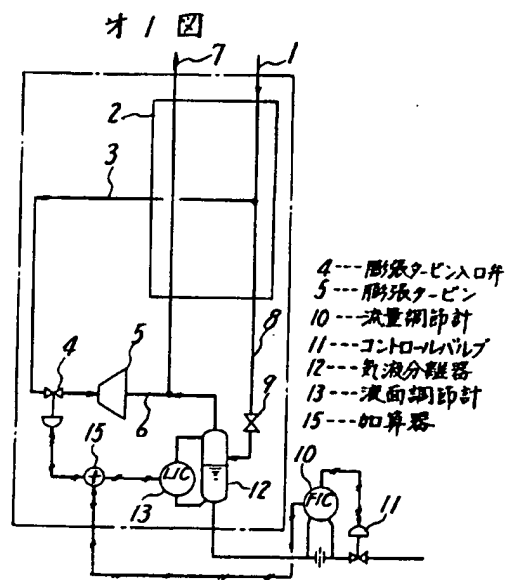 オ1図
7
1
2
3
4
5
6
8
9
15
LIC
13
12
10
FIC
11
4---膨張タービン入口弁
5---膨張タービン
10---流量調節計
11---コントロールバルブ
12---気液分離器
13---液面調節計
15---加算器